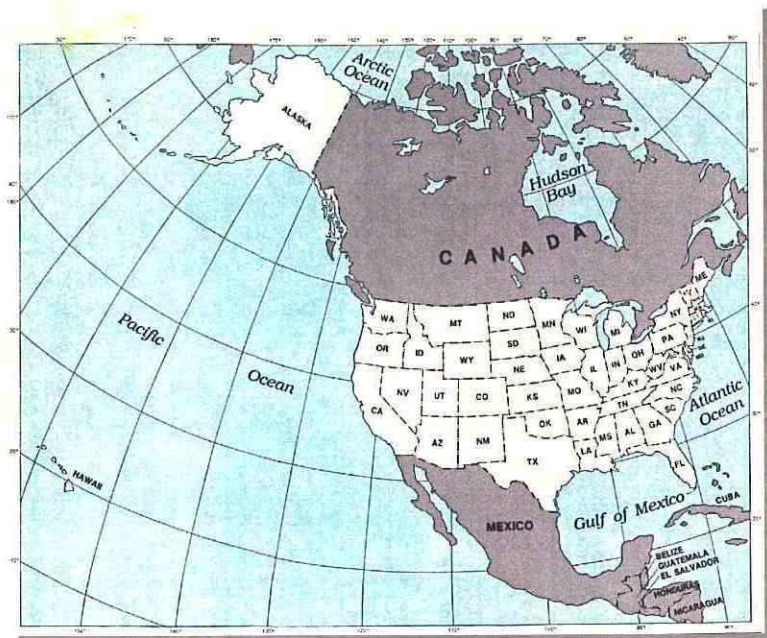 Arctic
Ocean
ALASKA
Hudson
Bay
CANADA
ME
WA
MT
ND
MN
WI
MI
NY
OR
ID
SD
WY
IA
PA
NE
IL
IN
OH
NV
UT
CO
KS
MO
KY
WV
VA
CA
NC
TN
OK
AR
SC
AZ
NM
MS
AL
GA
TX
LA
FL
Pacific
Ocean
Atlantic
Ocean
HAWAII
Gulf of Mexico
CUBA
MEXICO
BELIZE
GUATEMALA
EL SALVADOR
HONDURAS
NICARAGUA